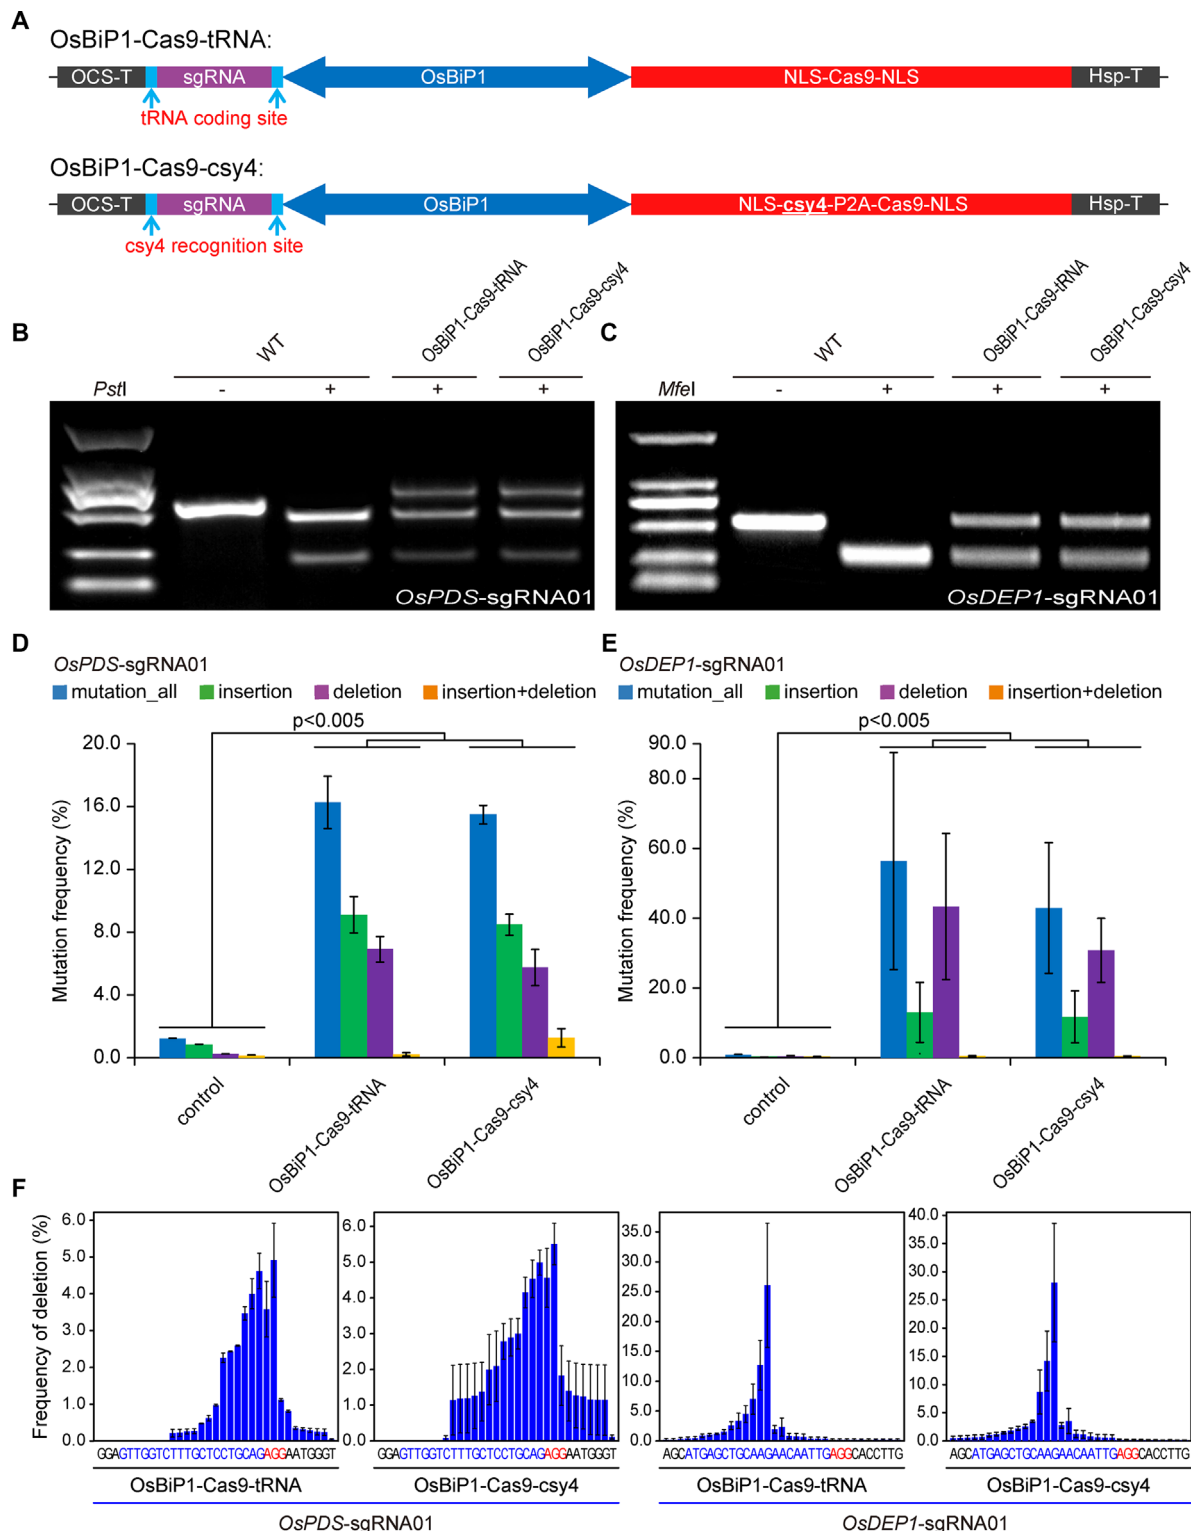 A
OsBiP1-Cas9-tRNA:
OCS-T sgRNA OsBiP1 NLS-Cas9-NLS Hsp-T
tRNA coding site
OsBiP1-Cas9-csy4:
OCS-T sgRNA OsBiP1 NLS-csy4-P2A-Cas9-NLS Hsp-T
csy4 recognition site
B
WT OsBiP1-Cas9-tRNA OsBiP1-Cas9-csy4
PstI - + + +
OsPDS-sgRNA01
C
WT OsBiP1-Cas9-tRNA OsBiP1-Cas9-csy4
MfeI - + + +
OsDEP1-sgRNA01
D
OsPDS-sgRNA01
mutation_all insertion deletion insertion+deletion
p<0.005
Mutation frequency (%)
20.0
16.0
12.0
8.0
4.0
0.0
control OsBiP1-Cas9-tRNA OsBiP1-Cas9-csy4
E
OsDEP1-sgRNA01
mutation_all insertion deletion insertion+deletion
p<0.005
Mutation frequency (%)
90.0
80.0
60.0
40.0
20.0
0.0
control OsBiP1-Cas9-tRNA OsBiP1-Cas9-csy4
F
Frequency of deletion (%)
6.0
5.0
4.0
3.0
2.0
1.0
0.0
GGAGTTGGTCTTTGCTCCTGCAGAGGAATGGGT
OsBiP1-Cas9-tRNA
6.0
5.0
4.0
3.0
2.0
1.0
0.0
GGAGTTGGTCTTTGCTCCTGCAGAGGAATGGGT
OsBiP1-Cas9-csy4
OsPDS-sgRNA01
35.0
30.0
25.0
20.0
15.0
10.0
5.0
0.0
AGCATGAGCTGCAAGAACAATTGAGGCACCTTG
OsBiP1-Cas9-tRNA
40.0
35.0
30.0
25.0
20.0
15.0
10.0
5.0
0.0
AGCATGAGCTGCAAGAACAATTGAGGCACCTTG
OsBiP1-Cas9-csy4
OsDEP1-sgRNA01